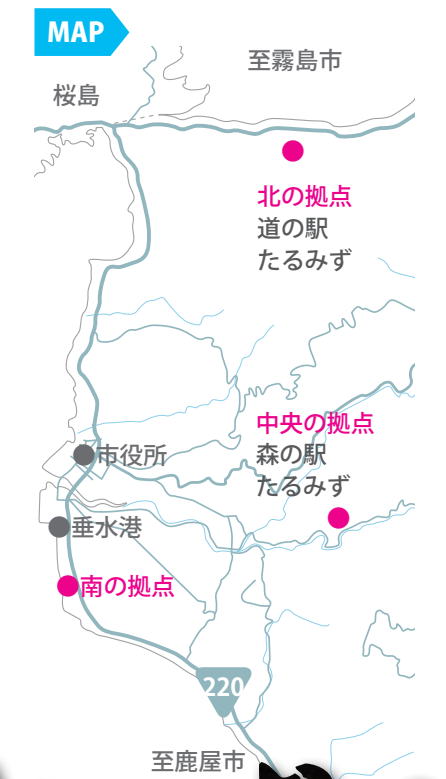 MAP
至霧島市
桜島
北の拠点
道の駅
たるみず
中央の拠点
森の駅
たるみず
市役所
垂水港
南の拠点
220
至鹿屋市